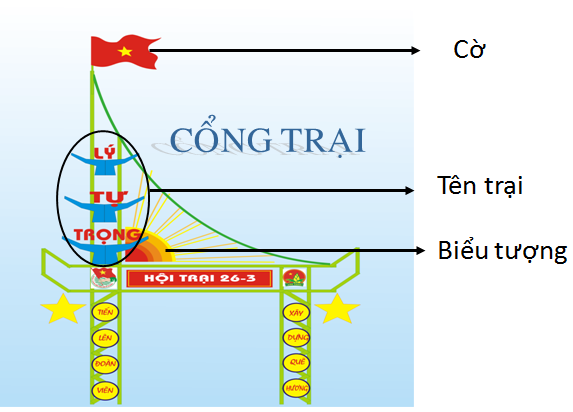 Cờ
CỔNG TRẠI
LÝ
TỰ
TRỌNG
Tên trại
Biểu tượng
HỘI TRẠI 26-3
TIẾN
LÊN
ĐOÀN
VIÊN
XÂY
DỰNG
QUÊ
HƯƠNG